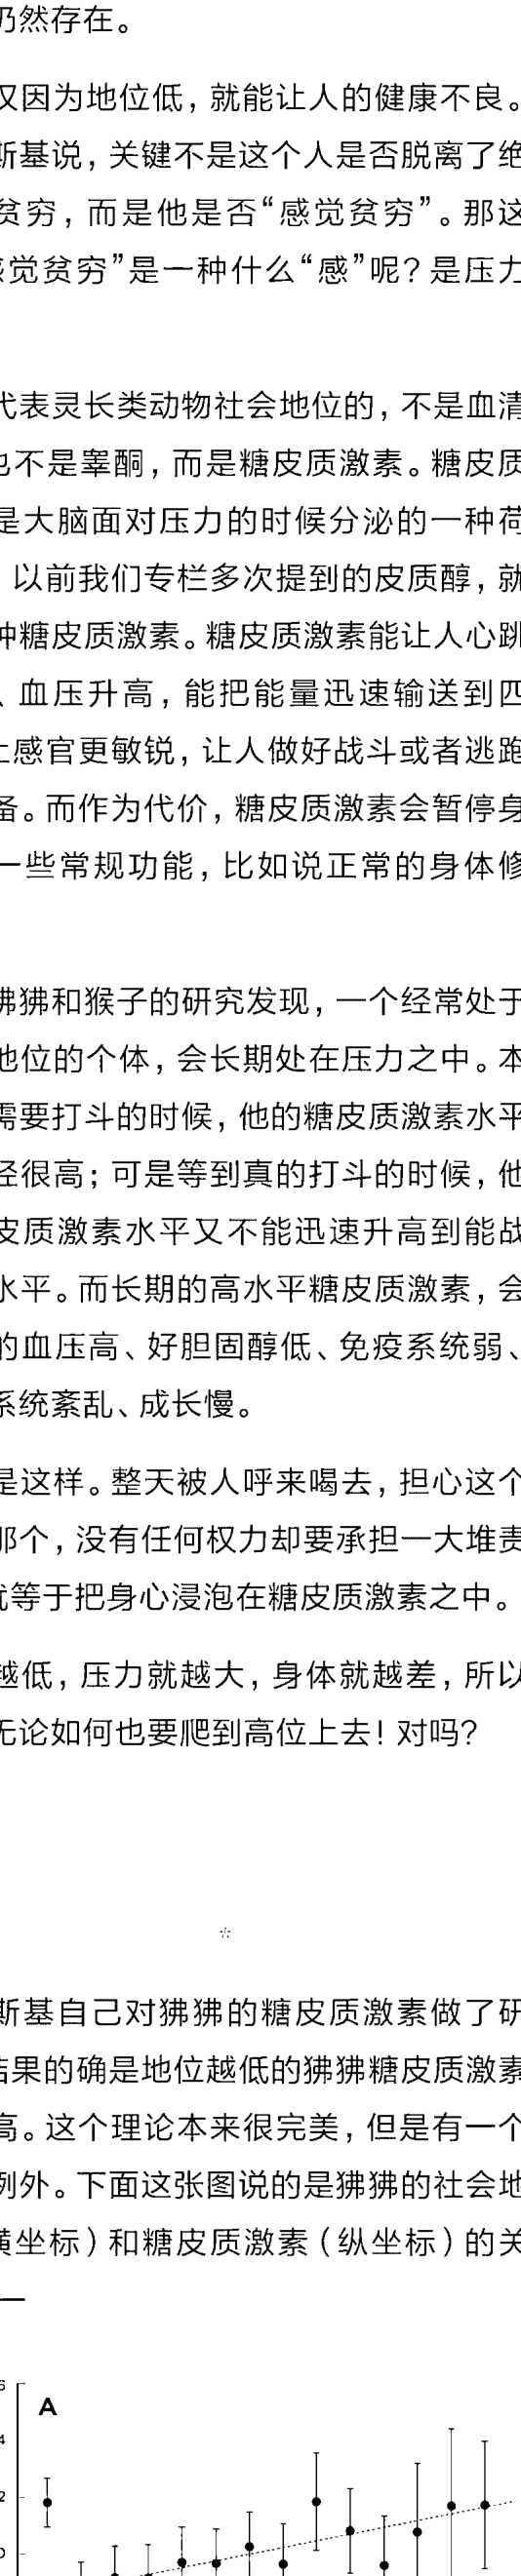 仍然存在。
仅因为地位低，就能让人的健康不良。
斯基说，关键不是这个人是否脱离了绝
贫穷，而是他是否“感觉贫穷”。那这
感觉贫穷”是一种什么“感”呢？是压力
代表灵长类动物社会地位的，不是血清
也不是睾酮，而是糖皮质激素。糖皮质
是大脑面对压力的时候分泌的一种荷
，以前我们专栏多次提到的皮质醇，就
种糖皮质激素。糖皮质激素能让人心跳
、血压升高，能把能量迅速输送到四
让感官更敏锐，让人做好战斗或者逃跑
备。而作为代价，糖皮质激素会暂停身
一些常规功能，比如说正常的身体修
狒狒和猴子的研究发现，一个经常处于
地位的个体，会长期处在压力之中。本
需要打斗的时候，他的糖皮质激素水平
经很高；可是等到真的打斗的时候，他
皮质激素水平又不能迅速升高到能战
水平。而长期的高水平糖皮质激素，会
的血压高、好胆固醇低、免疫系统弱、
系统紊乱、成长慢。
是这样。整天被人呼来喝去，担心这个
那个，没有任何权力却要承担一大堆责
就等于把身心浸泡在糖皮质激素之中。
越低，压力就越大，身体就越差，所以
无论如何也要爬到高位上去！对吗？
斯基自己对狒狒的糖皮质激素做了研
结果的确是地位越低的狒狒糖皮质激素
高。这个理论本来很完美，但是有一个
例外。下面这张图说的是狒狒的社会地
横坐标）和糖皮质激素（纵坐标）的关
—
6
A
4
2
0